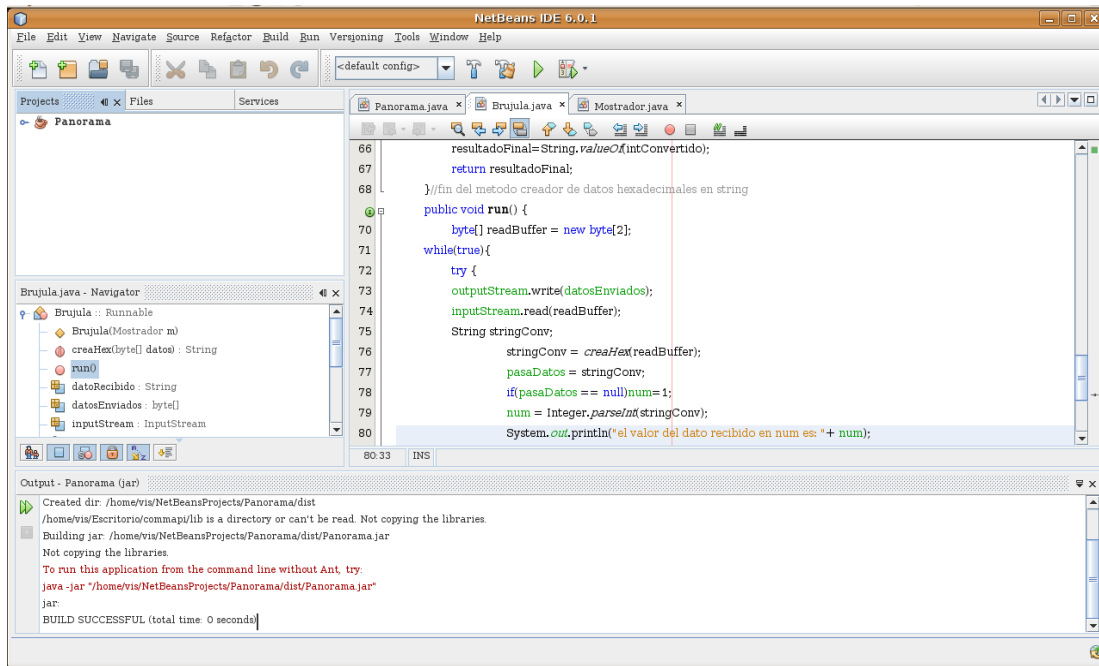 NetBeans IDE 6.0.1
File Edit View Navigate Source Refactor Build Run Versioning Tools Window Help
<default config>
Projects Files Services
Panorama
Panorama.java Brujula.java Mostrador.java
66 resultadoFinal=String.valueOf(intConvertido);
67 return resultadoFinal;
68 }//fin del metodo creador de datos hexadecimales en string
public void run() {
70 byte[] readBuffer = new byte[2];
71 while(true){
72 try {
73 outputStream.write(datosEnviados);
74 inputStream.read(readBuffer);
75 String stringConv;
76 stringConv = creaHex(readBuffer);
77 pasaDatos = stringConv;
78 if(pasaDatos == null)num=1;
79 num = Integer.parseInt(stringConv);
80 System.out.println("el valor del dato recibido en num es: "+ num);
80:33 INS
Brujula.java - Navigator
Brujula :: Runnable
Brujula(Mostrador m)
creaHex(byte[] datos) : String
run()
datoRecibido : String
datosEnviados : byte[]
inputStream : InputStream
Output - Panorama (jar)
Created dir: /home/vis/NetBeansProjects/Panorama/dist
/home/vis/Escritorio/commapi/lib is a directory or can't be read. Not copying the libraries.
Building jar: /home/vis/NetBeansProjects/Panorama/dist/Panorama.jar
Not copying the libraries.
To run this application from the command line without Ant, try:
java -jar "/home/vis/NetBeansProjects/Panorama/dist/Panorama.jar"
jar:
BUILD SUCCESSFUL (total time: 0 seconds)